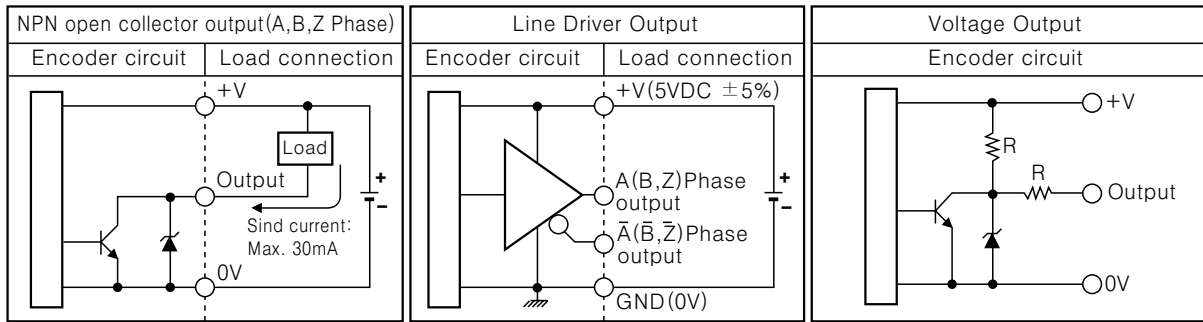 NPN open collector output(A,B,Z Phase)
Encoder circuit
Load connection
+V
Load
Output
+
-
Sind current:
Max. 30mA
0V
Line Driver Output
Encoder circuit
Load connection
+V(5VDC ±5%)
A(B,Z)Phase
output
+
-
Ā(B̄,Z̄)Phase
output
GND(0V)
Voltage Output
Encoder circuit
+V
R
R
Output
0V